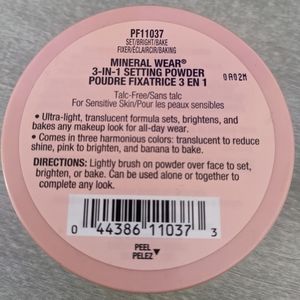 PF11037
SET/BRIGHT/BAKE
FIXER/ÉCLAIRCIR/BAKING
MINERAL WEAR®
3-IN-1 SETTING POWDER
POUDRE FIXATRICE 3 EN 1
0R02M
Talc-Free/Sans talc
For Sensitive Skin/Pour les peaux sensibles
• Ultra-light, translucent formula sets, brightens, and
bakes any makeup look for all-day wear.
• Comes in three harmonious colors: translucent to reduce
shine, pink to brighten, and banana to bake.
DIRECTIONS: Lightly brush on powder over face to set,
brighten, or bake. Can be used alone or together to
complete any look.
0 44386 11037 3
PEEL
PELEZ ▼